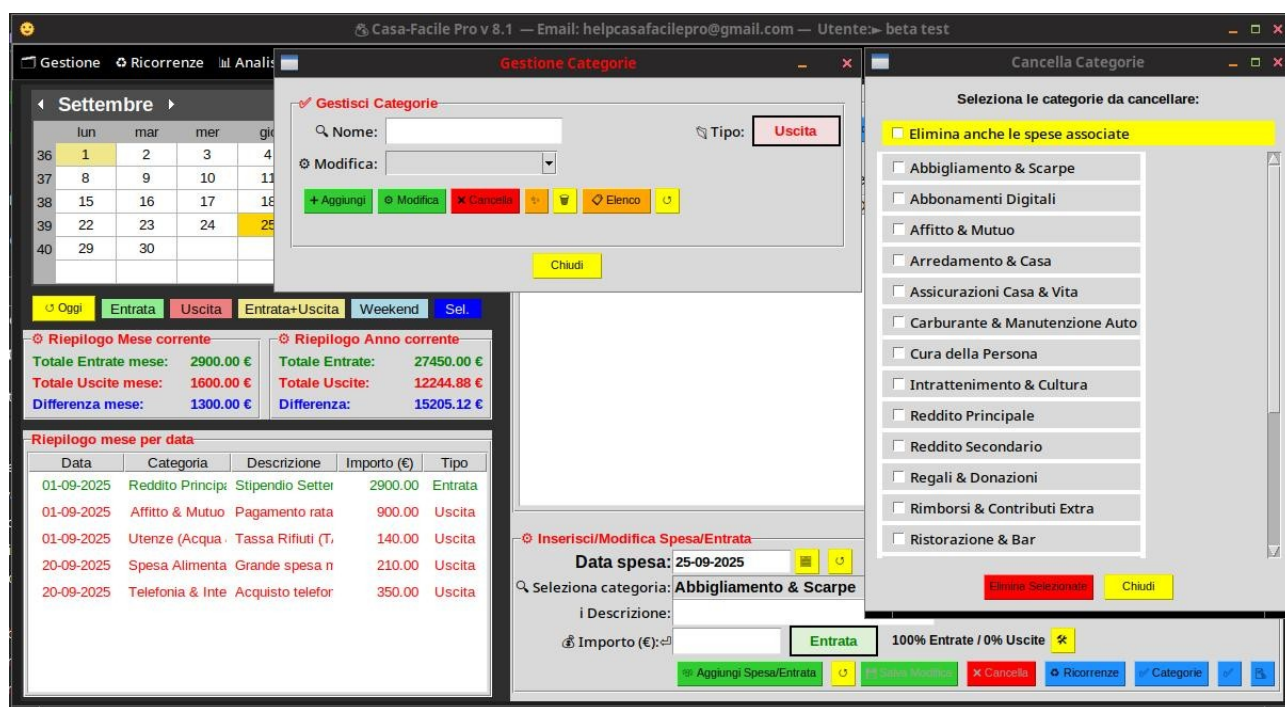 Casa-Facile Pro v 8.1 — Email: helpcasafacilepro@gmail.com — Utente:► beta test
Gestione Ricorrenze Analis
Gestione Categorie
Gestisci Categorie
Nome:
Tipo: Uscita
Modifica:
+ Aggiungi Modifica Cancella Elenco
Chiudi
Cancella Categorie
Seleziona le categorie da cancellare:
Elimina anche le spese associate
Abbigliamento & Scarpe
Abbonamenti Digitali
Affitto & Mutuo
Arredamento & Casa
Assicurazioni Casa & Vita
Carburante & Manutenzione Auto
Cura della Persona
Intrattenimento & Cultura
Reddito Principale
Reddito Secondario
Regali & Donazioni
Rimborsi & Contributi Extra
Ristorazione & Bar
Elimina Selezionate Chiudi
Settembre
lun mar mer gio
36 1 2 3 4
37 8 9 10 11
38 15 16 17 18
39 22 23 24 25
40 29 30
Oggi Entrata Uscita Entrata+Uscita Weekend Sel.
Riepilogo Mese corrente
Totale Entrate mese: 2900.00 €
Totale Uscite mese: 1600.00 €
Differenza mese: 1300.00 €
Riepilogo Anno corrente
Totale Entrate: 27450.00 €
Totale Uscite: 12244.88 €
Differenza: 15205.12 €
Riepilogo mese per data
Data Categoria Descrizione Importo (€) Tipo
01-09-2025 Reddito Principa Stipendio Setter 2900.00 Entrata
01-09-2025 Affitto & Mutuo Pagamento rata 900.00 Uscita
01-09-2025 Utenze (Acqua Tassa Rifiuti (T 140.00 Uscita
20-09-2025 Spesa Alimenta Grande spesa n 210.00 Uscita
20-09-2025 Telefonia & Inte Acquisto telefor 350.00 Uscita
Inserisci/Modifica Spesa/Entrata
Data spesa: 25-09-2025
Seleziona categoria: Abbigliamento & Scarpe
i Descrizione:
Importo (€): Entrata 100% Entrate / 0% Uscite
Aggiungi Spesa/Entrata Salva Modifica Cancella Ricorrenze Categorie